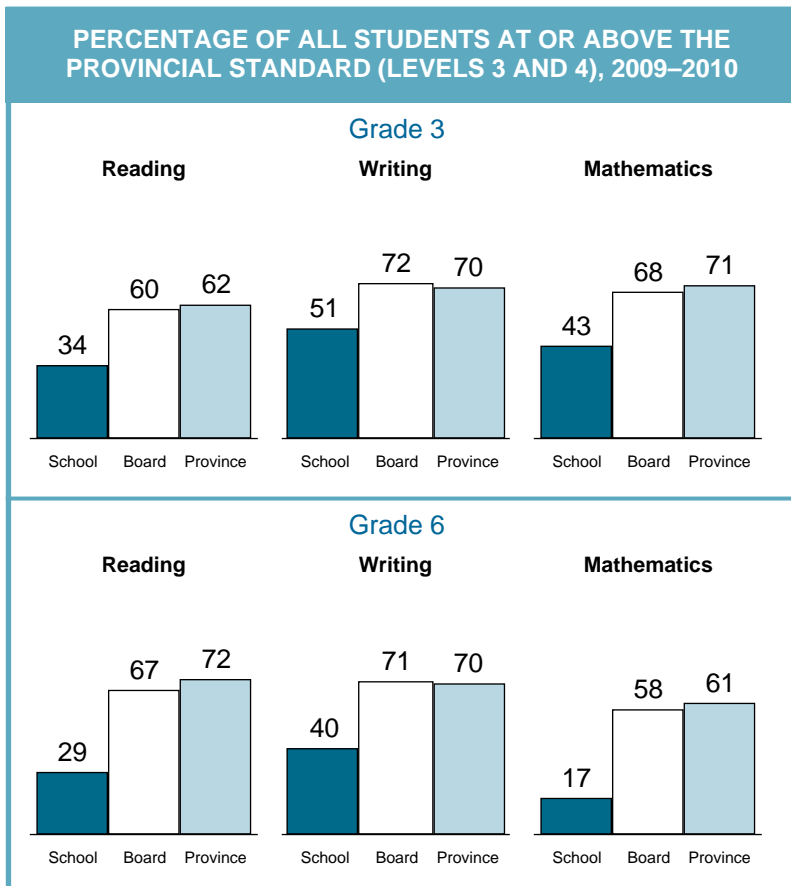 PERCENTAGE OF ALL STUDENTS AT OR ABOVE THE
PROVINCIAL STANDARD (LEVELS 3 AND 4), 2009–2010
Grade 3
Reading Writing Mathematics
34 60 62 51 72 70 43 68 71
School Board Province School Board Province School Board Province
Grade 6
Reading Writing Mathematics
29 67 72 40 71 70 17 58 61
School Board Province School Board Province School Board Province